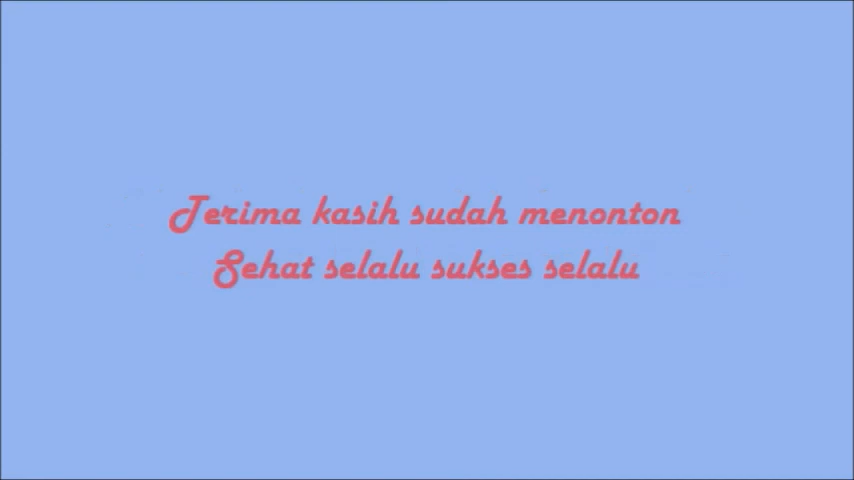 Terima kasih sudah menonton
Sehat selalu sukses selalu